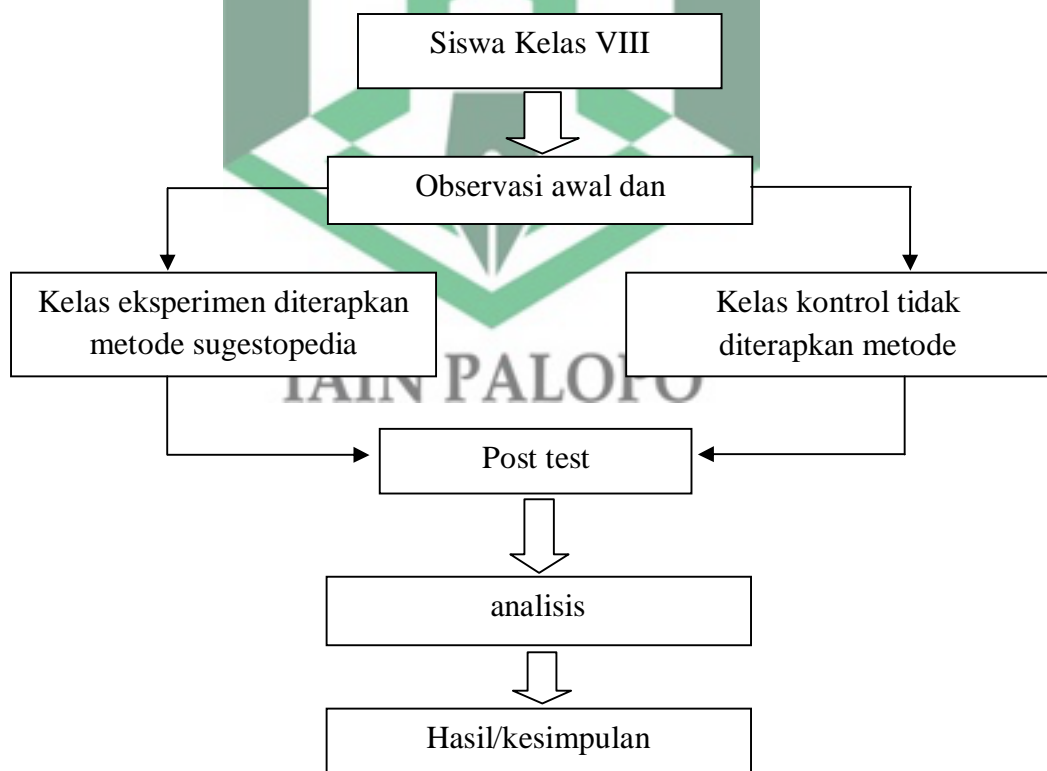 Siswa Kelas VIII
Observasi awal dan
Kelas eksperimen diterapkan
metode sugestopedia
Kelas kontrol tidak
diterapkan metode
IAIN PALOPO
Post test
analisis
Hasil/kesimpulan